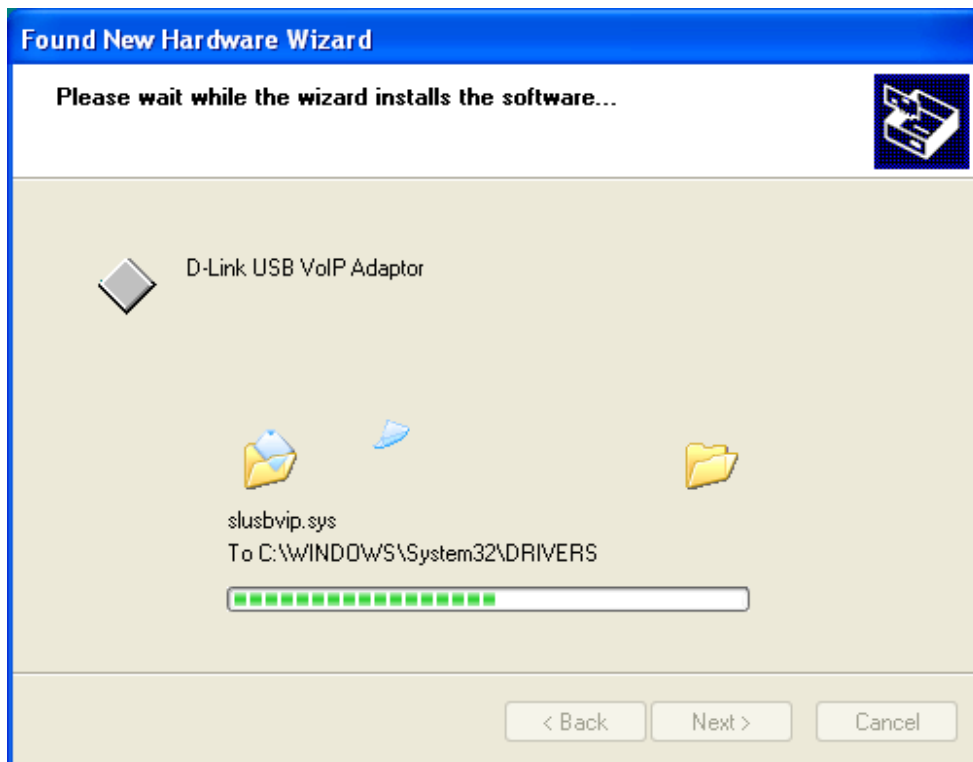 Found New Hardware Wizard
Please wait while the wizard installs the software...
D-Link USB VoIP Adaptor
slusbvip.sys
To C:\WINDOWS\System32\DRIVERS
< Back
Next >
Cancel